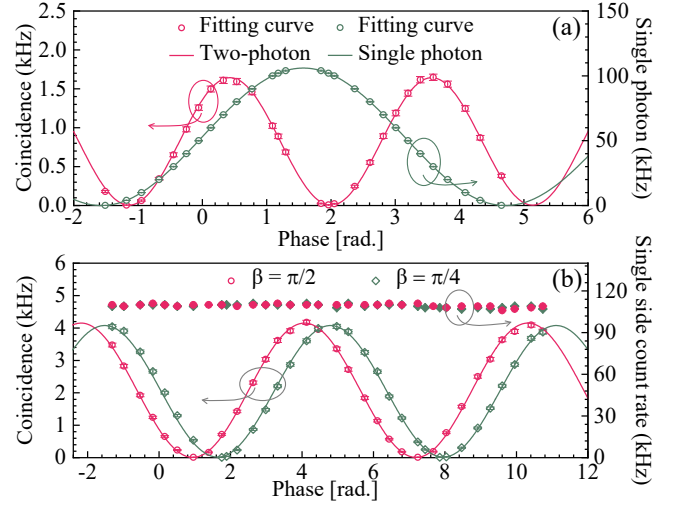 2.5
2.0
1.5
1.0
0.5
0.0
Coincidence (kHz)
Fitting curve
Fitting curve
Two-photon
Single photon
(a)
150
100
50
0
Single photon (kHz)
-2 -1 0 1 2 3 4 5 6
Phase [rad.]
6
5
4
3
2
1
0
Coincidence (kHz)
β = π/2
β = π/4
(b)
120
90
60
30
0
Single side count rate (kHz)
-2 0 2 4 6 8 10 12
Phase [rad.]